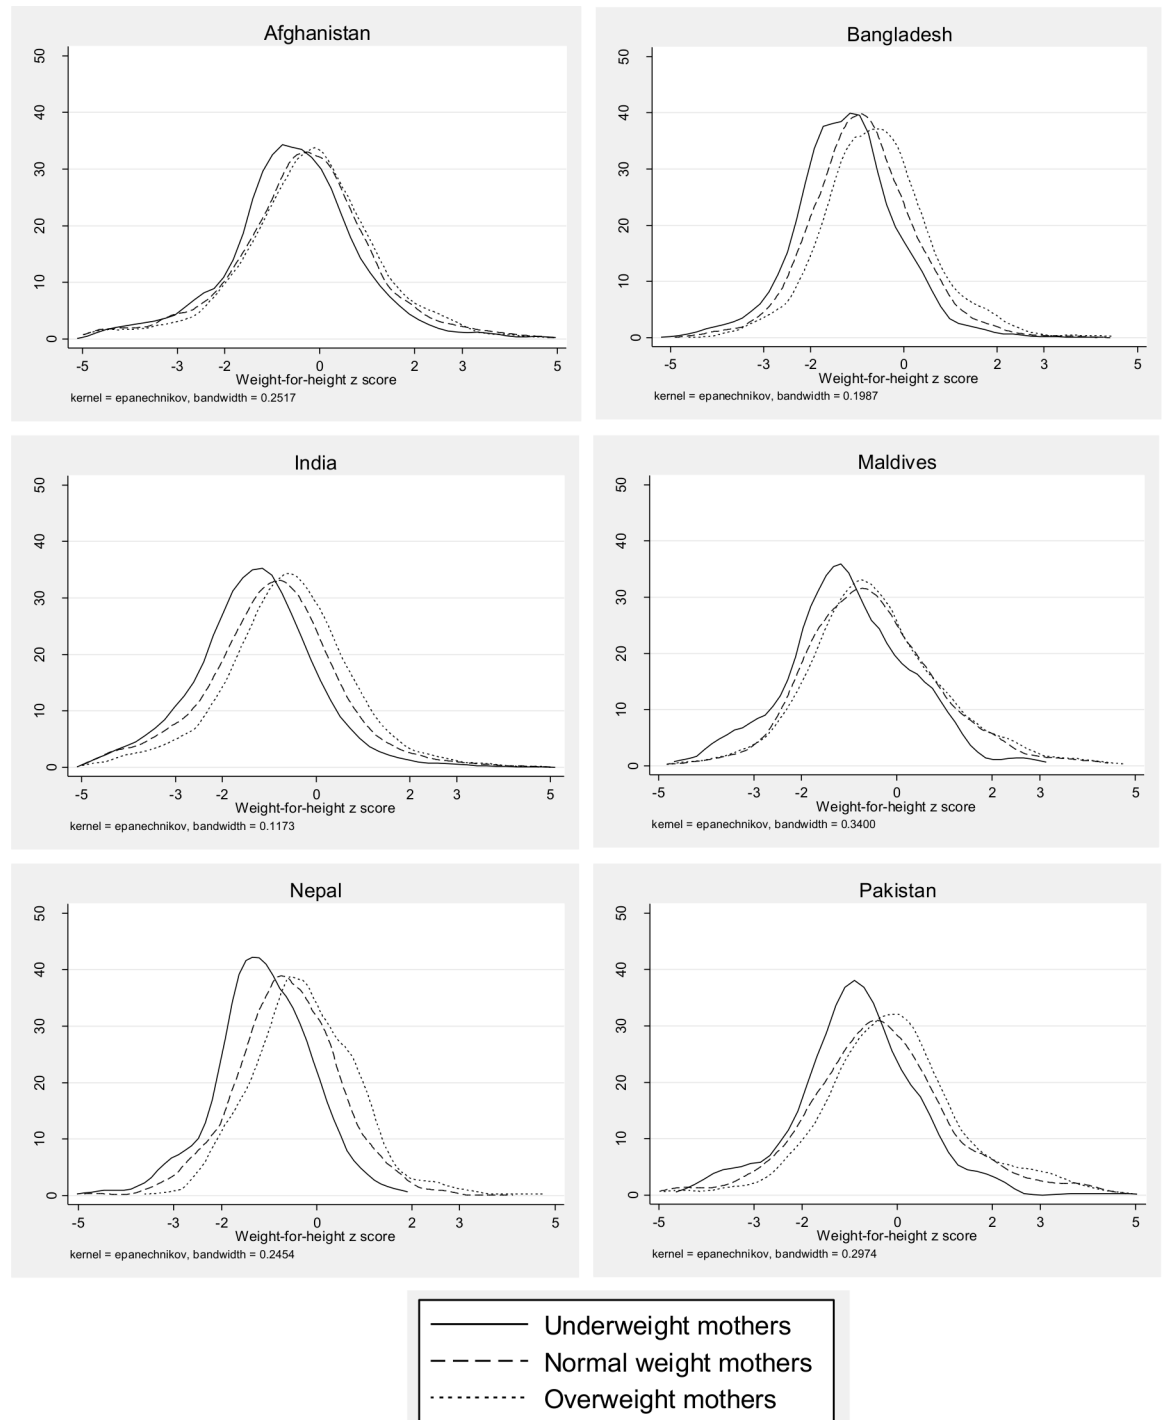 Afghanistan
50
40
30
20
10
0
-5 -3 -2 0 2 3 5
Weight-for-height z score
kernel = epanechnikov, bandwidth = 0.2517
Bangladesh
50
40
30
20
10
0
-5 -3 -2 0 2 3 5
Weight-for-height z score
kernel = epanechnikov, bandwidth = 0.1987
India
50
40
30
20
10
0
-5 -3 -2 0 2 3 5
Weight-for-height z score
kernel = epanechnikov, bandwidth = 0.1173
Maldives
50
40
30
20
10
0
-5 -3 -2 0 2 3 5
Weight-for-height z score
kernel = epanechnikov, bandwidth = 0.3400
Nepal
50
40
30
20
10
0
-5 -3 -2 0 2 3 5
Weight-for-height z score
kernel = epanechnikov, bandwidth = 0.2454
Pakistan
50
40
30
20
10
0
-5 -3 -2 0 2 3 5
Weight-for-height z score
kernel = epanechnikov, bandwidth = 0.2974
Underweight mothers
Normal weight mothers
Overweight mothers